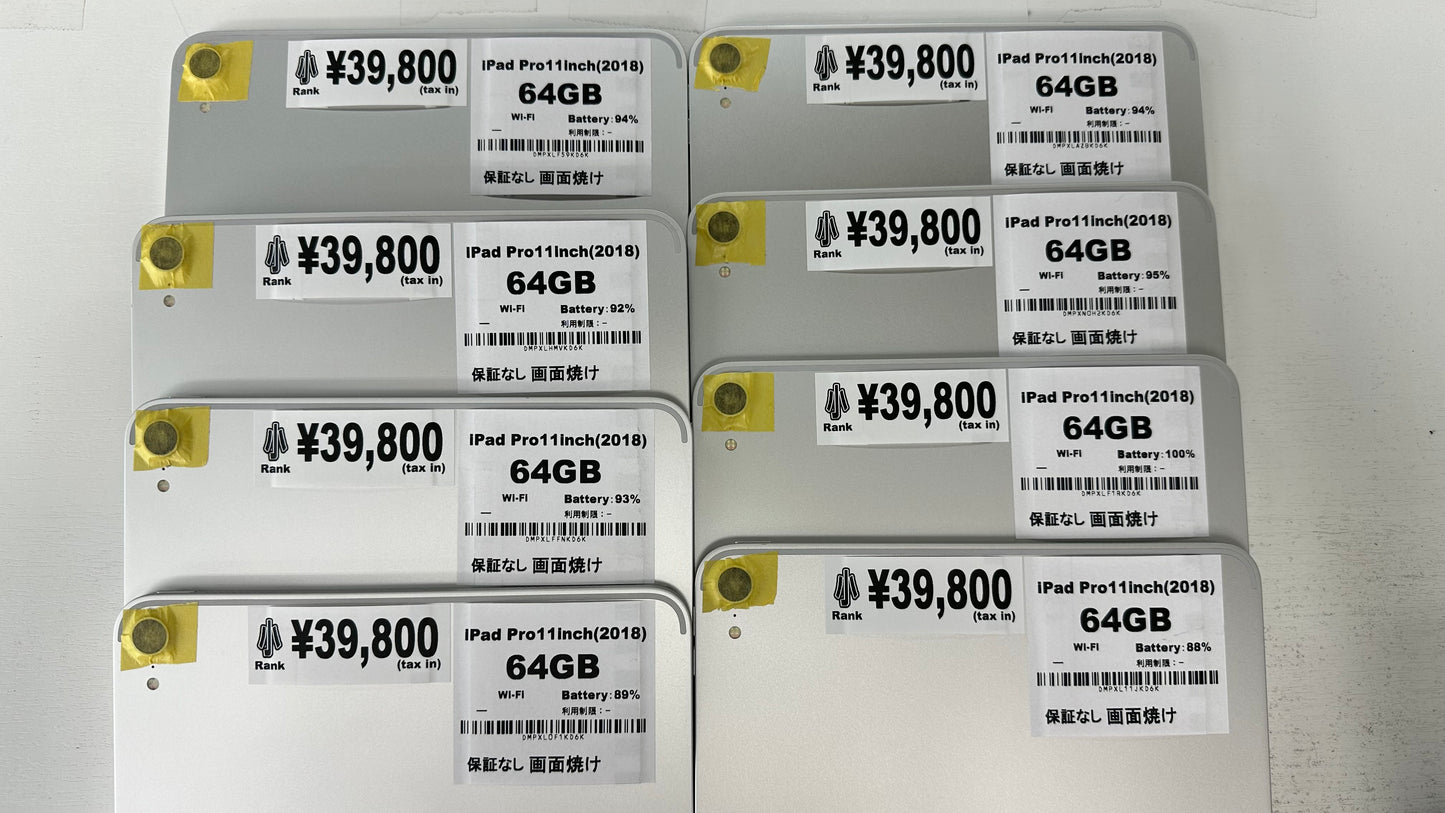 小
Rank
¥39,800
(tax in)
iPad Pro11inch(2018)
64GB
Wi-Fi Battery:94%
— 利用制限:-
DMPXLF59KD6K
保証なし 画面焼け
小
Rank
¥39,800
(tax in)
iPad Pro11inch(2018)
64GB
Wi-Fi Battery:94%
— 利用制限:-
DMPXLAZBKD6K
保証なし 画面焼け
小
Rank
¥39,800
(tax in)
iPad Pro11inch(2018)
64GB
Wi-Fi Battery:92%
— 利用制限:-
DMPXLHMVKD6K
保証なし 画面焼け
小
Rank
¥39,800
(tax in)
iPad Pro11inch(2018)
64GB
Wi-Fi Battery:95%
— 利用制限:-
DMPXN0H2KD6K
保証なし 画面焼け
小
Rank
¥39,800
(tax in)
iPad Pro11inch(2018)
64GB
Wi-Fi Battery:93%
— 利用制限:-
DMPXLFFNKD6K
保証なし 画面焼け
小
Rank
¥39,800
(tax in)
iPad Pro11inch(2018)
64GB
Wi-Fi Battery:100%
— 利用制限:-
DMPXLF1RKD6K
保証なし 画面焼け
小
Rank
¥39,800
(tax in)
iPad Pro11inch(2018)
64GB
Wi-Fi Battery:89%
— 利用制限:-
DMPXL0F1KD6K
保証なし 画面焼け
小
Rank
¥39,800
(tax in)
iPad Pro11inch(2018)
64GB
Wi-Fi Battery:88%
— 利用制限:-
DMPXL11JKD6K
保証なし 画面焼け